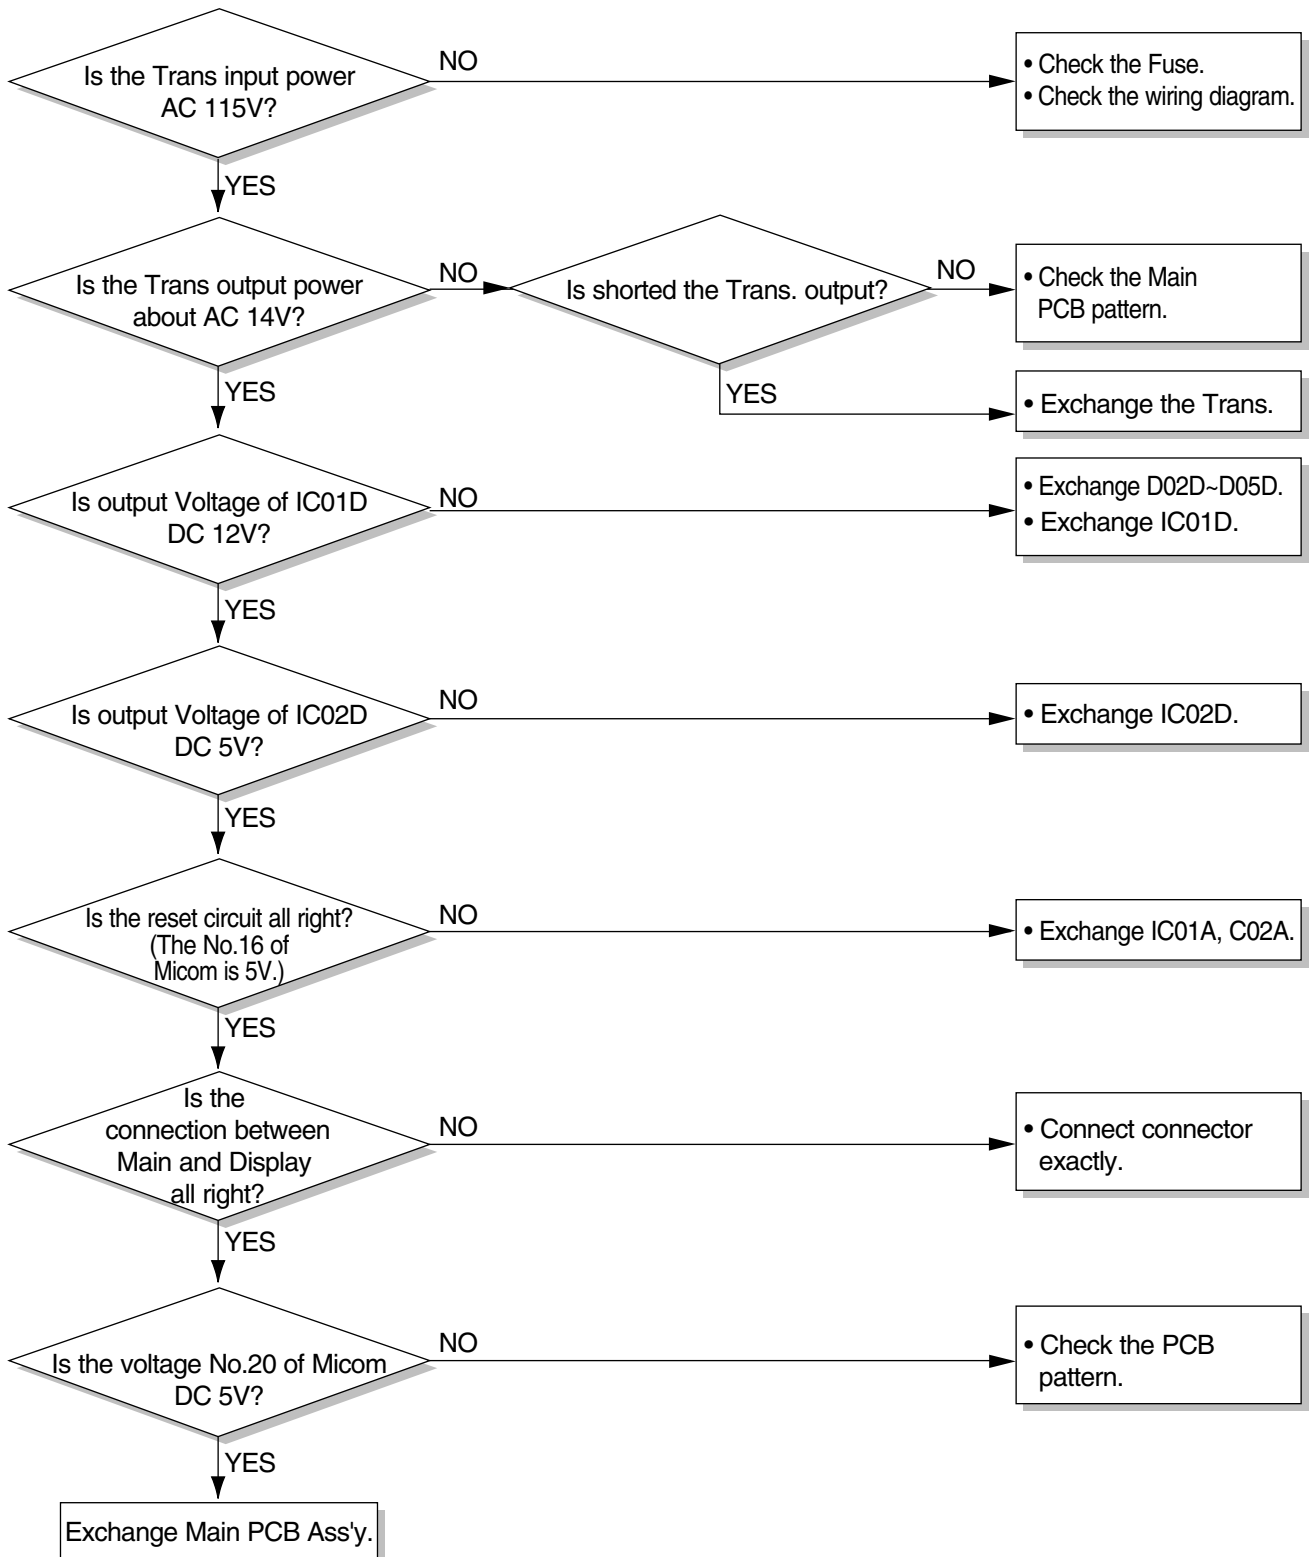 Is the Trans input power
AC 115V?
NO
• Check the Fuse.
• Check the wiring diagram.
YES
Is the Trans output power
about AC 14V?
NO
Is shorted the Trans. output?
NO
• Check the Main
PCB pattern.
YES
• Exchange the Trans.
YES
Is output Voltage of IC01D
DC 12V?
NO
• Exchange D02D~D05D.
• Exchange IC01D.
YES
Is output Voltage of IC02D
DC 5V?
NO
• Exchange IC02D.
YES
Is the reset circuit all right?
(The No.16 of
Micom is 5V.)
NO
• Exchange IC01A, C02A.
YES
Is the
connection between
Main and Display
all right?
NO
• Connect connector
exactly.
YES
Is the voltage No.20 of Micom
DC 5V?
NO
• Check the PCB
pattern.
YES
Exchange Main PCB Ass'y.